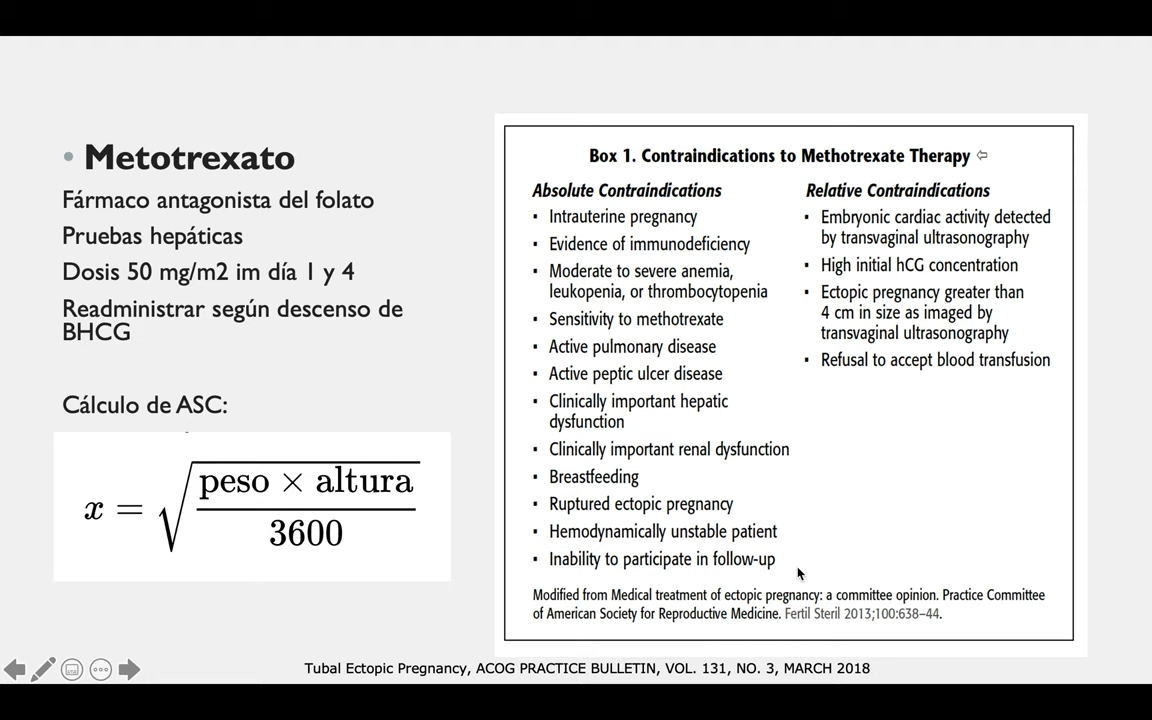 • Metotrexato
Fármaco antagonista del folato
Pruebas hepáticas
Dosis 50 mg/m2 im día 1 y 4
Readministrar según descenso de
BHCG
Cálculo de ASC:
x = √(peso × altura / 3600)
Box 1. Contraindications to Methotrexate Therapy ⇦
Absolute Contraindications
▪ Intrauterine pregnancy
▪ Evidence of immunodeficiency
▪ Moderate to severe anemia,
leukopenia, or thrombocytopenia
▪ Sensitivity to methotrexate
▪ Active pulmonary disease
▪ Active peptic ulcer disease
▪ Clinically important hepatic
dysfunction
▪ Clinically important renal dysfunction
▪ Breastfeeding
▪ Ruptured ectopic pregnancy
▪ Hemodynamically unstable patient
▪ Inability to participate in follow-up
Relative Contraindications
▪ Embryonic cardiac activity detected
by transvaginal ultrasonography
▪ High initial hCG concentration
▪ Ectopic pregnancy greater than
4 cm in size as imaged by
transvaginal ultrasonography
▪ Refusal to accept blood transfusion
Modified from Medical treatment of ectopic pregnancy: a committee opinion. Practice Committee
of American Society for Reproductive Medicine. Fertil Steril 2013;100:638–44.
Tubal Ectopic Pregnancy, ACOG PRACTICE BULLETIN, VOL. 131, NO. 3, MARCH 2018